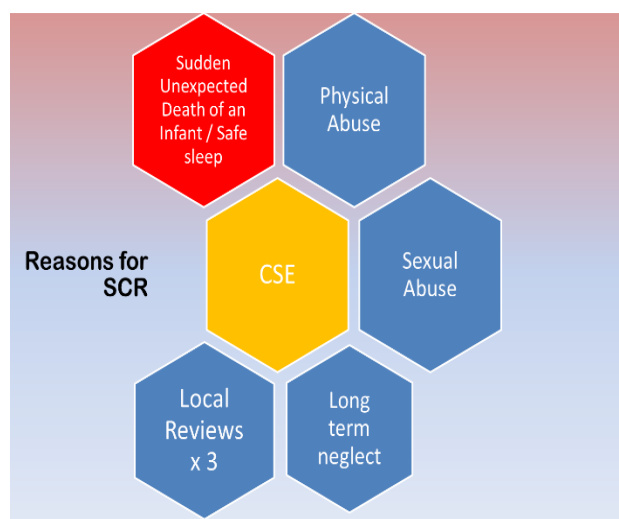 Sudden
Unexpected
Death of an
Infant / Safe
sleep
Physical
Abuse
Reasons for
SCR
CSE
Sexual
Abuse
Local
Reviews
x 3
Long
term
neglect